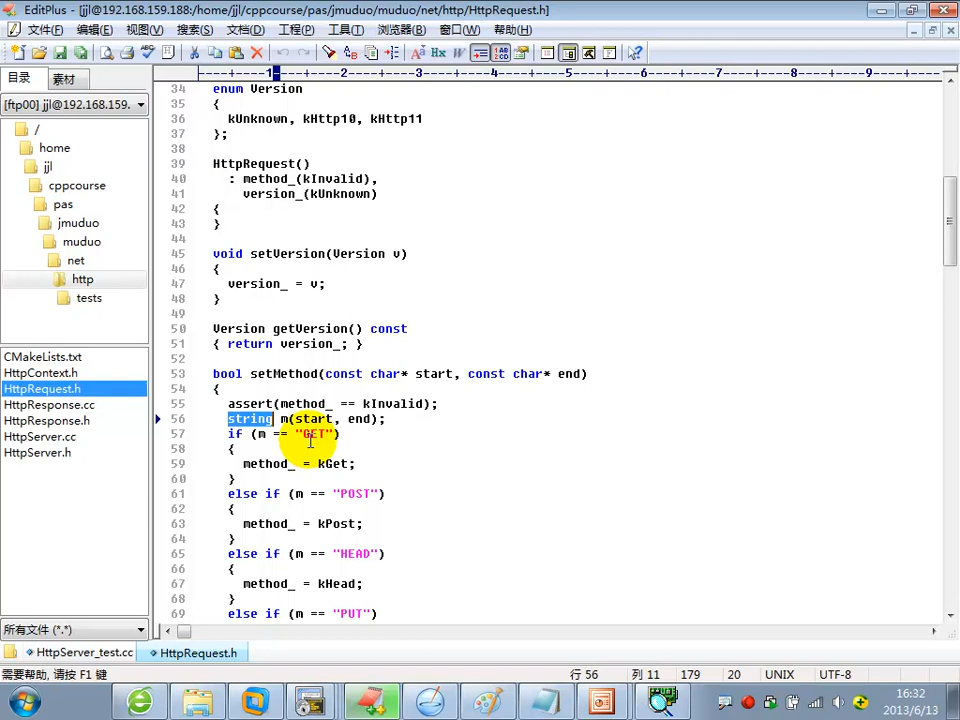 EditPlus - [jjl@192.168.159.188:/home/jjl/cppcourse/pas/jmuduo/muduo/net/http/HttpRequest.h]
文件(F) 编辑(E) 视图(V) 搜索(S) 文档(D) 工程(P) 工具(T) 浏览器(B) 窗口(W) 帮助(H)
目录 素材
[ftp00] jjl@192.168.159.
/
home
jjl
cppcourse
pas
jmuduo
muduo
net
http
tests
CMakeLists.txt
HttpContext.h
HttpRequest.h
HttpResponse.cc
HttpResponse.h
HttpServer.cc
HttpServer.h
所有文件 (*.*)
----+----1----+----2----+----3----+----4----+----5----+----6----+----7----+----8----+----9----+----
34 enum Version
35 {
36 kUnknown, kHttp10, kHttp11
37 };
38
39 HttpRequest()
40 : method_(kInvalid),
41 version_(kUnknown)
42 {
43 }
44
45 void setVersion(Version v)
46 {
47 version_ = v;
48 }
49
50 Version getVersion() const
51 { return version_; }
52
53 bool setMethod(const char* start, const char* end)
54 {
55 assert(method_ == kInvalid);
56 string m(start, end);
57 if (m == "GET")
58 {
59 method_ = kGet;
60 }
61 else if (m == "POST")
62 {
63 method_ = kPost;
64 }
65 else if (m == "HEAD")
66 {
67 method_ = kHead;
68 }
69 else if (m == "PUT")
HttpServer_test.cc HttpRequest.h
需要帮助, 请按 F1 键 行 56 列 11 179 20 UNIX UTF-8
16:32
2013/6/13